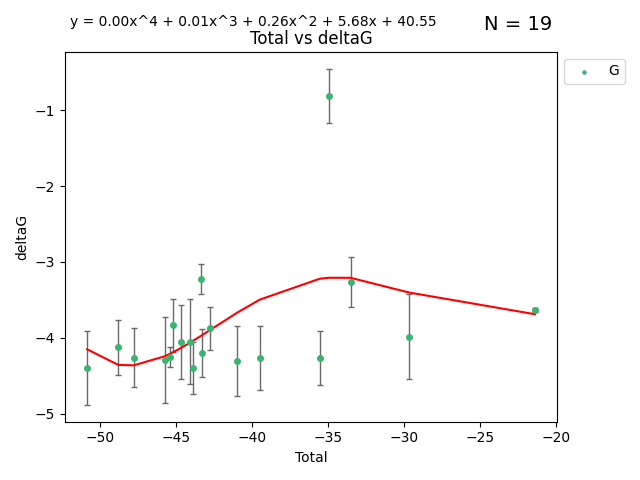 y = 0.00x^4 + 0.01x^3 + 0.26x^2 + 5.68x + 40.55
N = 19
Total vs deltaG
G
−1
−2
−3
−4
−5
deltaG
−50 −45 −40 −35 −30 −25 −20
Total